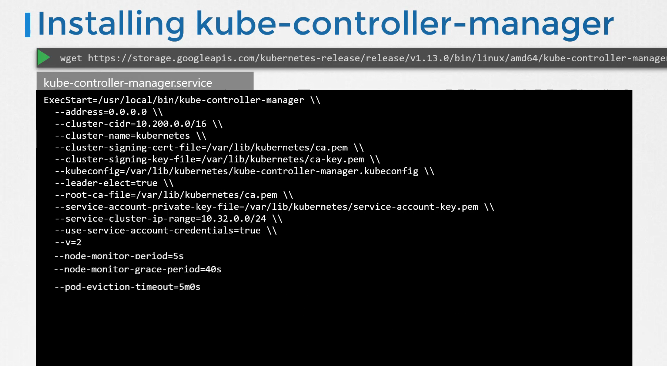 Installing kube-controller-manager
wget https://storage.googleapis.com/kubernetes-release/release/v1.13.0/bin/linux/amd64/kube-controller-manager
kube-controller-manager.service
ExecStart=/usr/local/bin/kube-controller-manager \\
--address=0.0.0.0 \\
--cluster-cidr=10.200.0.0/16 \\
--cluster-name=kubernetes \\
--cluster-signing-cert-file=/var/lib/kubernetes/ca.pem \\
--cluster-signing-key-file=/var/lib/kubernetes/ca-key.pem \\
--kubeconfig=/var/lib/kubernetes/kube-controller-manager.kubeconfig \\
--leader-elect=true \\
--root-ca-file=/var/lib/kubernetes/ca.pem \\
--service-account-private-key-file=/var/lib/kubernetes/service-account-key.pem \\
--service-cluster-ip-range=10.32.0.0/24 \\
--use-service-account-credentials=true \\
--v=2
--node-monitor-period=5s
--node-monitor-grace-period=40s
--pod-eviction-timeout=5m0s